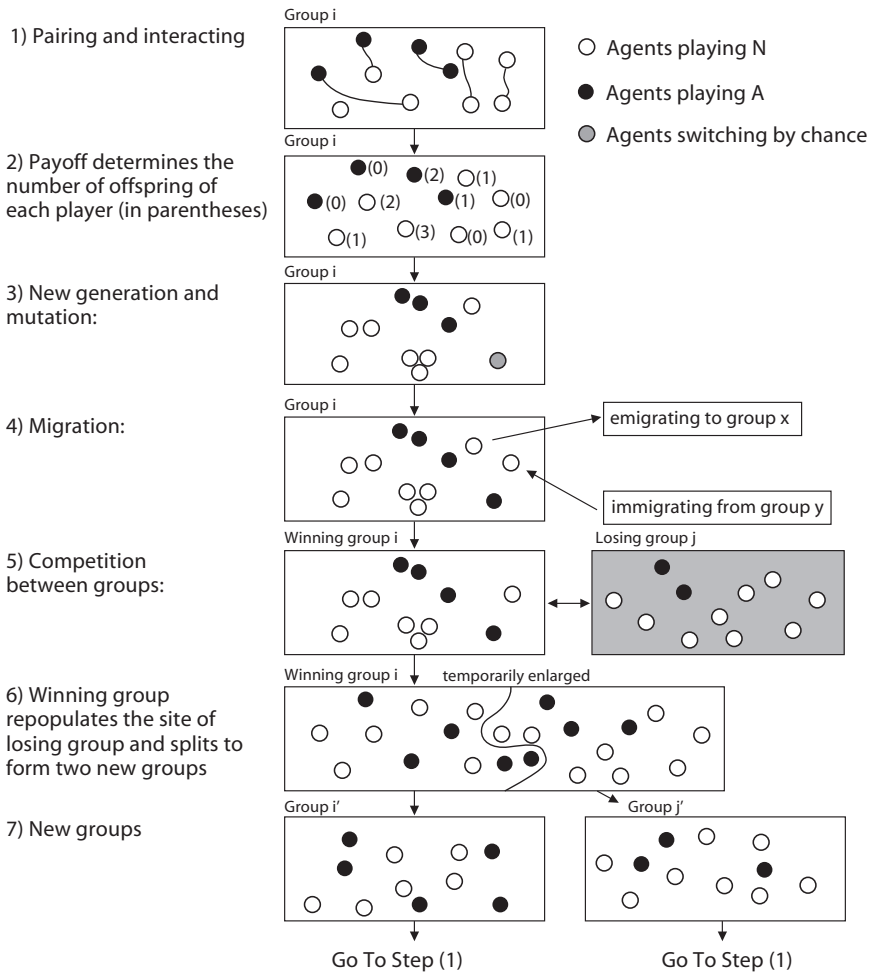 Group i
1) Pairing and interacting
Agents playing N
Agents playing A
Agents switching by chance
Group i
2) Payoff determines the
number of offspring of
each player (in parentheses)
(0) (2) (1)
(0) (2) (1) (0)
(1) (3) (0) (1)
Group i
3) New generation and
mutation:
Group i
4) Migration:
emigrating to group x
immigrating from group y
Winning group i
Losing group j
5) Competition
between groups:
Winning group i
temporarily enlarged
6) Winning group
repopulates the site of
losing group and splits to
form two new groups
Group i’
Group j’
7) New groups
Go To Step (1)
Go To Step (1)